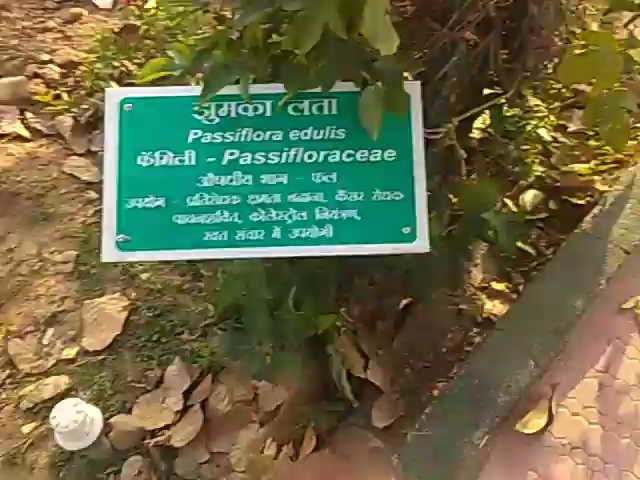 झुमका लता
Passiflora edulis
फॅमिली - Passifloraceae
औषधीय भाग - फल
उपयोग - प्रतिरोधक क्षमता बढ़ाना, कैंसर रोधक
पाचनशक्ति, कोलेस्ट्रोल नियंत्रण,
रक्त संचार में उपयोगी